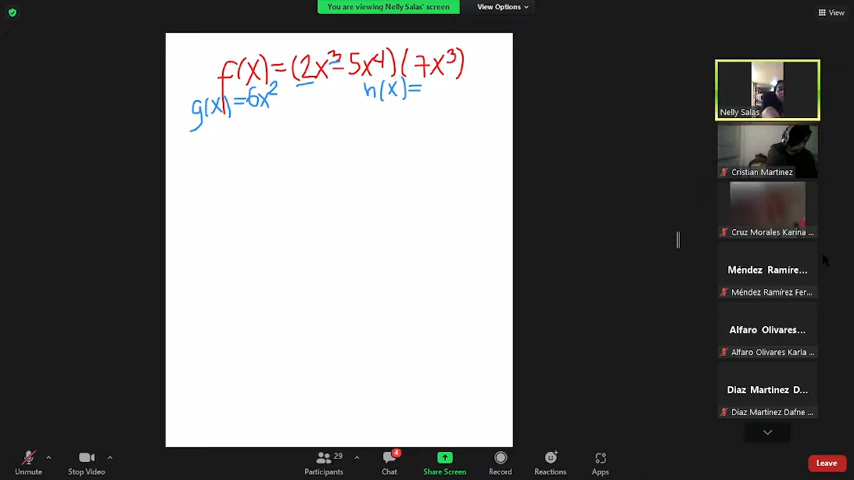 You are viewing Nelly Salas' screen
View Options
View
f(x)=(2x³-5x⁴)(7x³)
g(x)=6x²
h(x)=
Nelly Salas
Cristian Martinez
Cruz Morales Karina ...
Méndez Ramíre...
Méndez Ramírez Fer...
Alfaro Olivares...
Alfaro Olivares Karla ...
Diaz Martinez D...
Diaz Martinez Dafne ...
Unmute
Stop Video
29
Participants
4
Chat
Share Screen
Record
Reactions
Apps
Leave